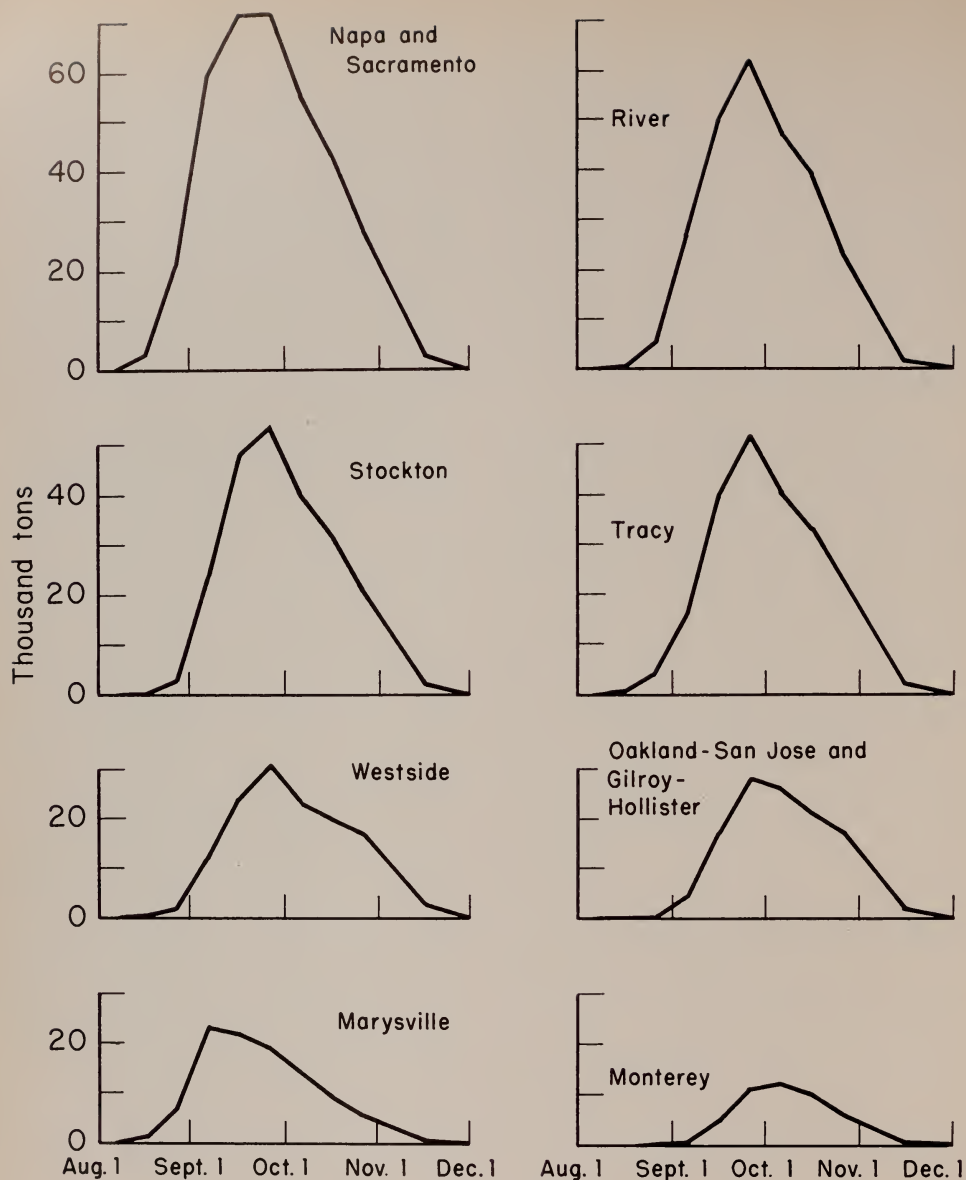 Napa and
Sacramento
60
40
20
0
River
Thousand tons
Stockton
40
20
0
Tracy
Westside
20
0
Oakland-San Jose and
Gilroy-
Hollister
Marysville
20
0
Monterey
Aug. 1 Sept. 1 Oct. 1 Nov. 1 Dec. 1
Aug. 1 Sept. 1 Oct. 1 Nov. 1 Dec. 1